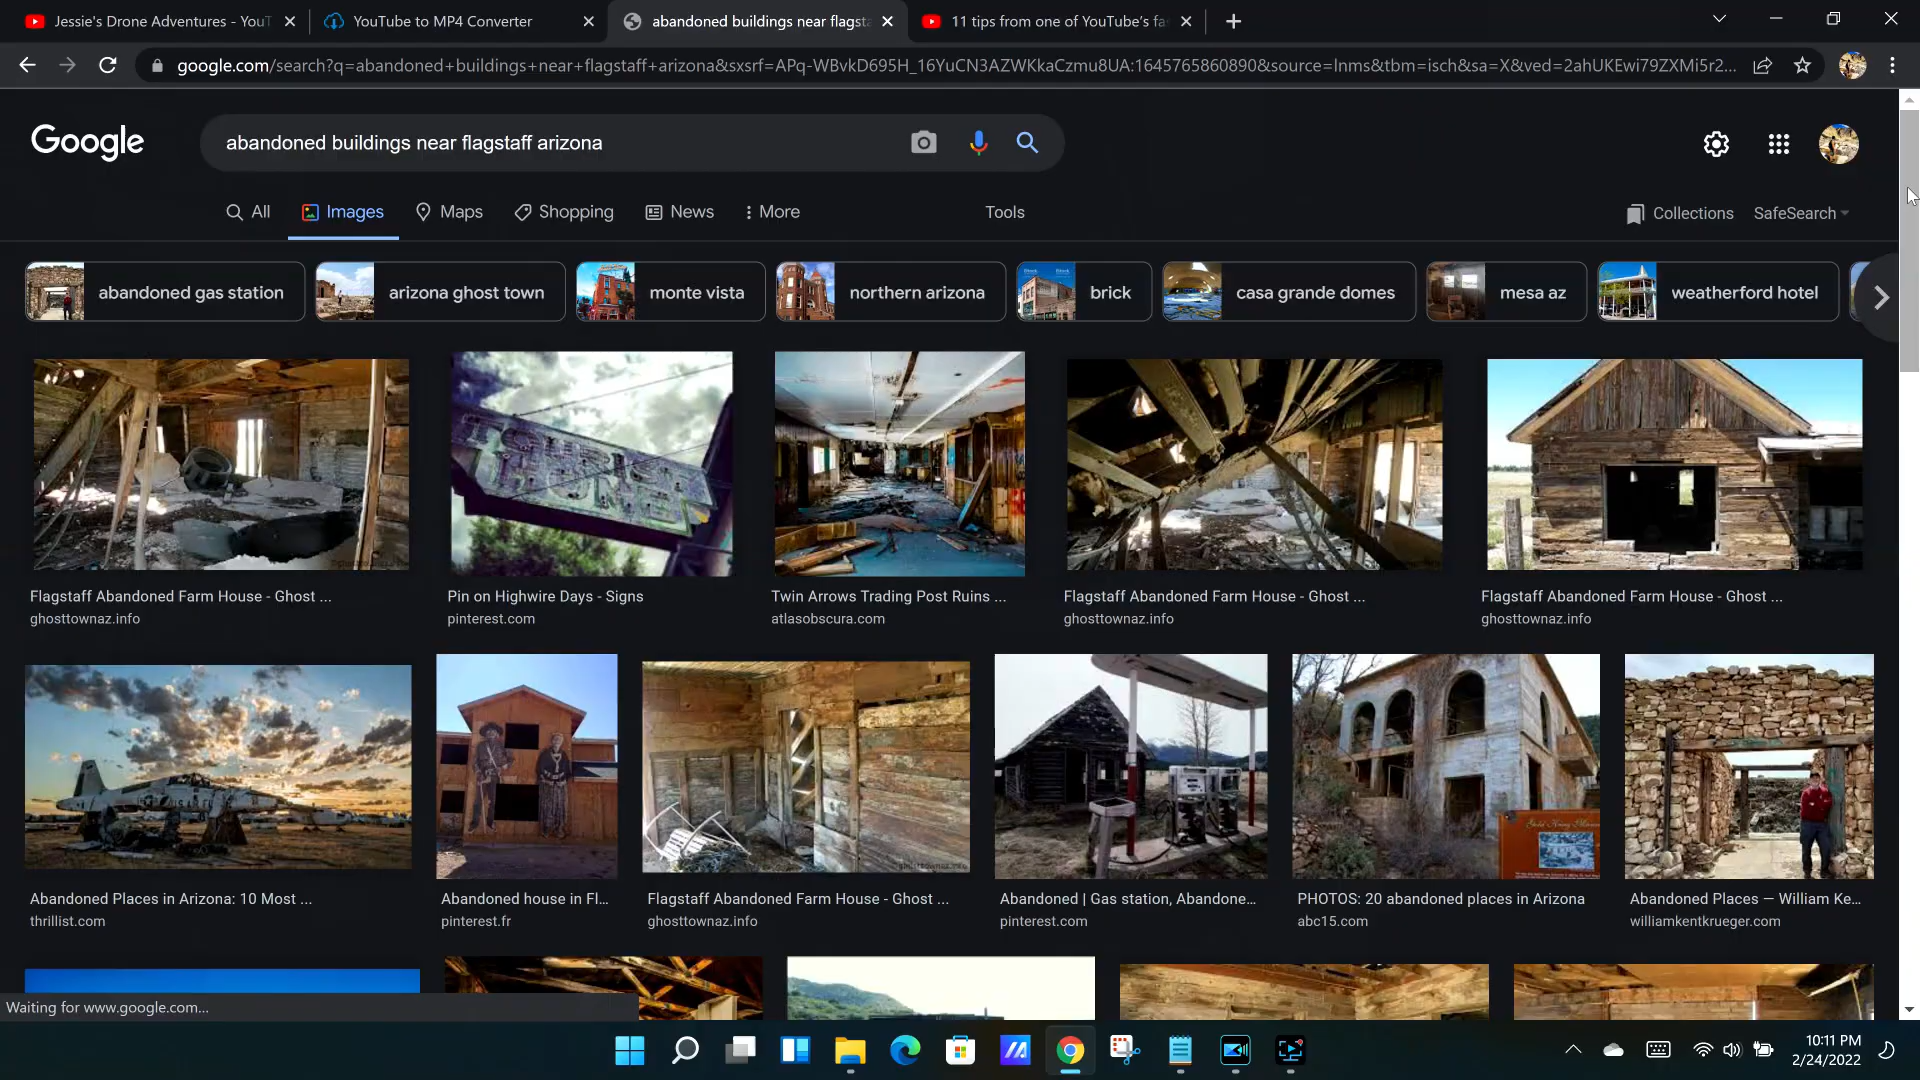 Jessie's Drone Adventures - YouT
YouTube to MP4 Converter
abandoned buildings near flagsta
11 tips from one of YouTube's fa
google.com/search?q=abandoned+buildings+near+flagstaff+arizona&sxsrf=APq-WBvkD695H_16YuCN3AZWKkaCzmu8UA:1645765860890&source=lnms&tbm=isch&sa=X&ved=2ahUKEwi79ZXMi5r2...
Google
abandoned buildings near flagstaff arizona
All
Images
Maps
Shopping
News
More
Tools
Collections
SafeSearch
abandoned gas station
arizona ghost town
monte vista
northern arizona
brick
casa grande domes
mesa az
weatherford hotel
Flagstaff Abandoned Farm House - Ghost ...
ghosttownaz.info
Pin on Highwire Days - Signs
pinterest.com
Twin Arrows Trading Post Ruins ...
atlasobscura.com
Flagstaff Abandoned Farm House - Ghost ...
ghosttownaz.info
Flagstaff Abandoned Farm House - Ghost ...
ghosttownaz.info
Abandoned Places in Arizona: 10 Most ...
thrillist.com
Abandoned house in Fl...
pinterest.fr
Flagstaff Abandoned Farm House - Ghost ...
ghosttownaz.info
Abandoned | Gas station, Abandone...
pinterest.com
PHOTOS: 20 abandoned places in Arizona
abc15.com
Abandoned Places — William Ke...
williamkentkrueger.com
Waiting for www.google.com...
10:11 PM
2/24/2022